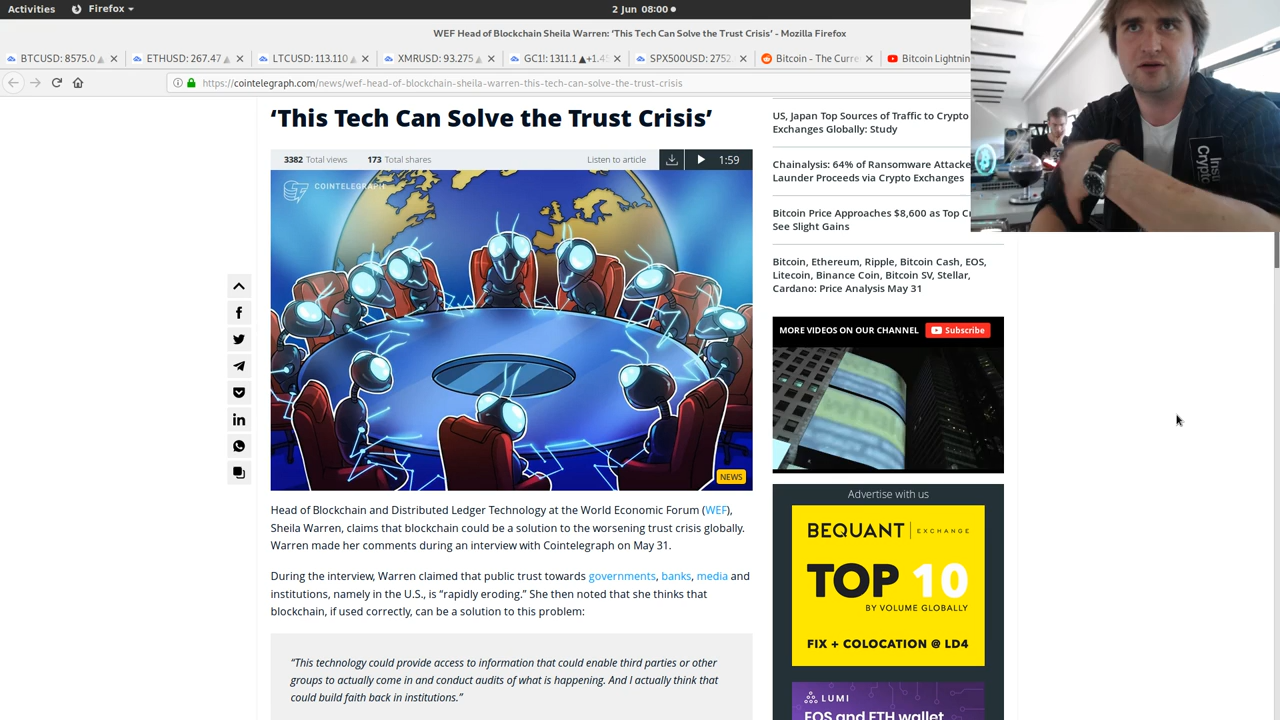 Activities
Firefox
2 Jun 08:00
WEF Head of Blockchain Sheila Warren: ‘This Tech Can Solve the Trust Crisis’ - Mozilla Firefox
BTCUSD: 8575.0
ETHUSD: 267.47
LTCUSD: 113.110
XMRUSD: 93.275
GC1!: 1311.1 ▲+1.4
SPX500USD: 2752
Bitcoin - The Curre
Bitcoin Lightnin
https://cointelegraph.com/news/wef-head-of-blockchain-sheila-warren-this-tech-can-solve-the-trust-crisis
‘This Tech Can Solve the Trust Crisis’
3382 Total views 173 Total shares
Listen to article
1:59
COINTELEGRAPH
NEWS
Head of Blockchain and Distributed Ledger Technology at the World Economic Forum (WEF),
Sheila Warren, claims that blockchain could be a solution to the worsening trust crisis globally.
Warren made her comments during an interview with Cointelegraph on May 31.
During the interview, Warren claimed that public trust towards governments, banks, media and
institutions, namely in the U.S., is “rapidly eroding.” She then noted that she thinks that
blockchain, if used correctly, can be a solution to this problem:
“This technology could provide access to information that could enable third parties or other
groups to actually come in and conduct audits of what is happening. And I actually think that
could build faith back in institutions.”
US, Japan Top Sources of Traffic to Crypto
Exchanges Globally: Study
Chainalysis: 64% of Ransomware Attacke
Launder Proceeds via Crypto Exchanges
Bitcoin Price Approaches $8,600 as Top Cr
See Slight Gains
Bitcoin, Ethereum, Ripple, Bitcoin Cash, EOS,
Litecoin, Binance Coin, Bitcoin SV, Stellar,
Cardano: Price Analysis May 31
MORE VIDEOS ON OUR CHANNEL
Subscribe
Advertise with us
BEQUANT EXCHANGE
TOP 10
BY VOLUME GLOBALLY
FIX + COLOCATION @ LD4
LUMI
EOS and ETH wallet